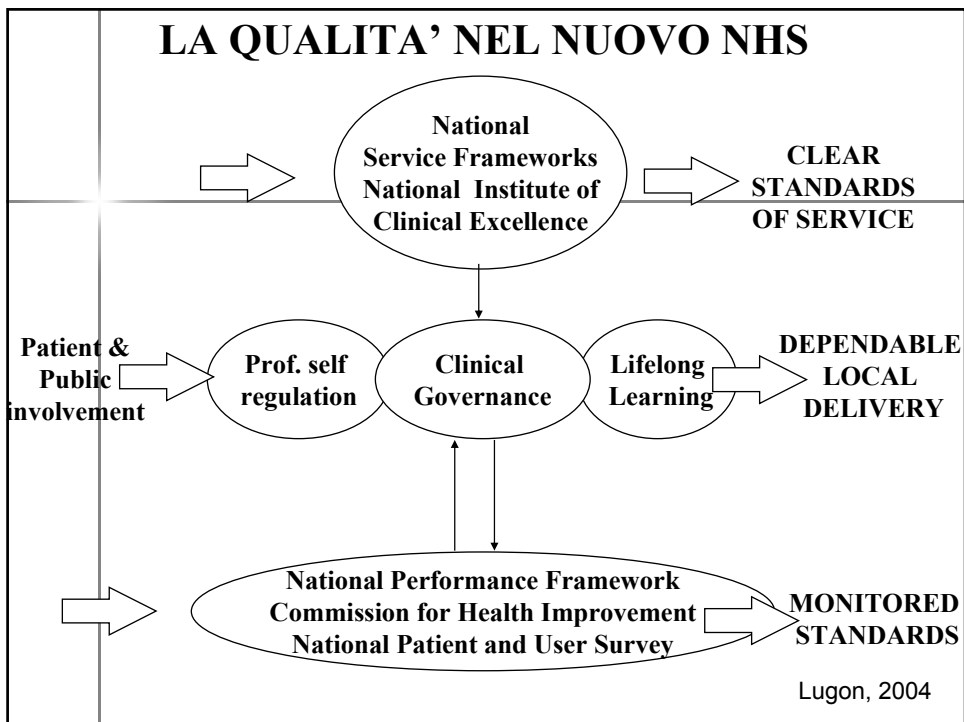 LA QUALITA’ NEL NUOVO NHS
National
Service Frameworks
National Institute of
Clinical Excellence
CLEAR
STANDARDS
OF SERVICE
Patient &
Public
involvement
Prof. self
regulation
Clinical
Governance
Lifelong
Learning
DEPENDABLE
LOCAL
DELIVERY
National Performance Framework
Commission for Health Improvement
National Patient and User Survey
MONITORED
STANDARDS
Lugon, 2004